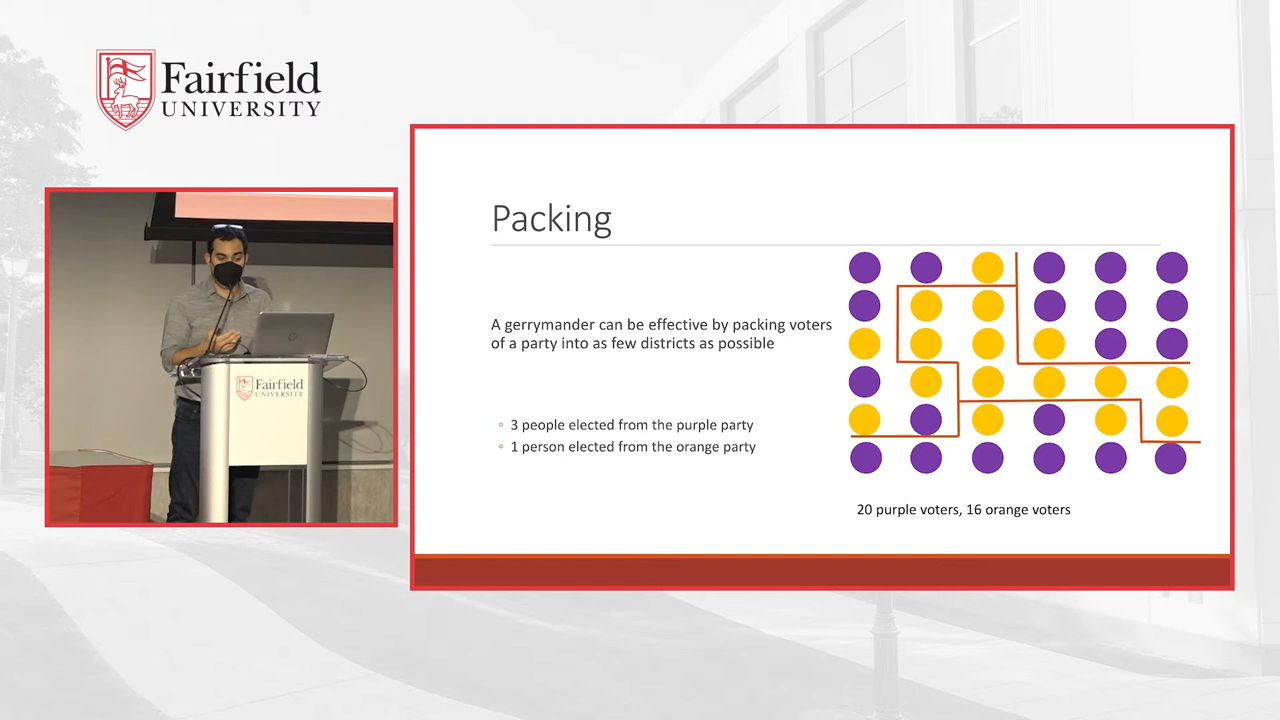 Fairfield
UNIVERSITY
Packing
A gerrymander can be effective by packing voters
of a party into as few districts as possible
◦ 3 people elected from the purple party
◦ 1 person elected from the orange party
20 purple voters, 16 orange voters
Fairfield
UNIVERSITY